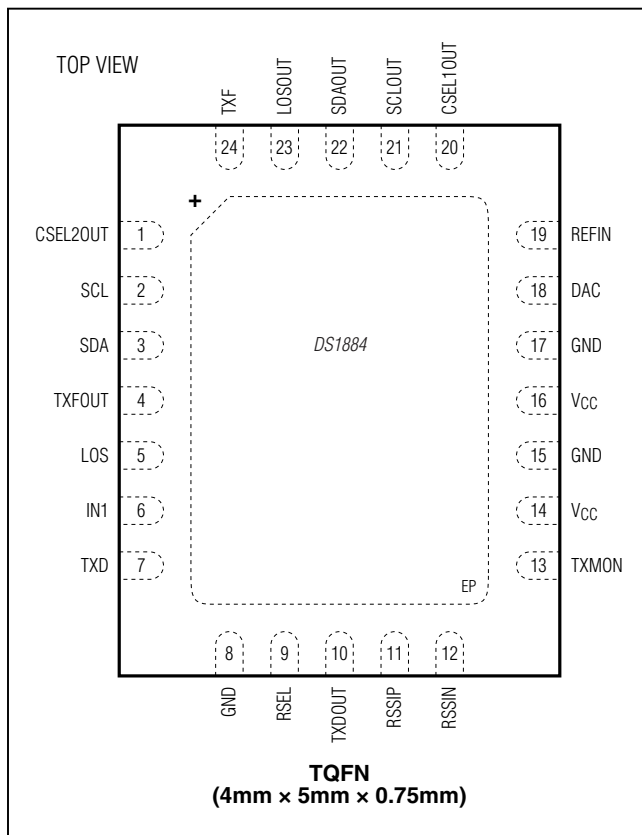 TOP VIEW
TXF
LOSOUT
SDAOUT
SCLOUT
CSEL1OUT
24
23
22
21
20
+
CSEL2OUT 1
SCL 2
SDA 3
TXFOUT 4
LOS 5
IN1 6
TXD 7
DS1884
19 REFIN
18 DAC
17 GND
16 VCC
15 GND
14 VCC
13 TXMON
EP
8
9
10
11
12
GND
RSEL
TXDOUT
RSSIP
RSSIN
TQFN
(4mm × 5mm × 0.75mm)